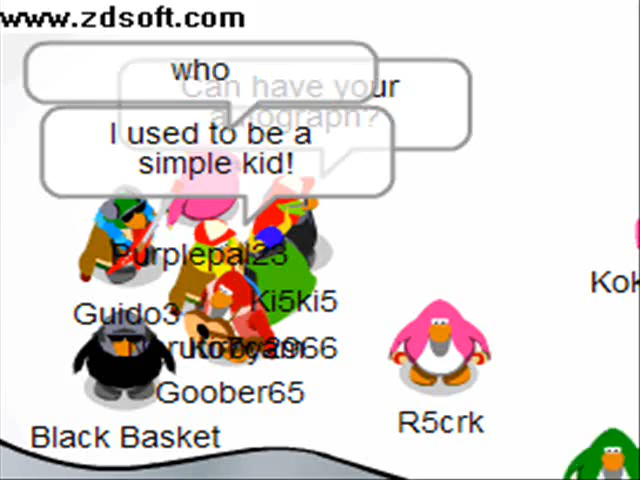 www.zdsoft.com
who
Can have your
autograph?
I used to be a
simple kid!
Purplepal23
Ki5ki5
Guido3
Kok
Goober65
R5crk
Black Basket